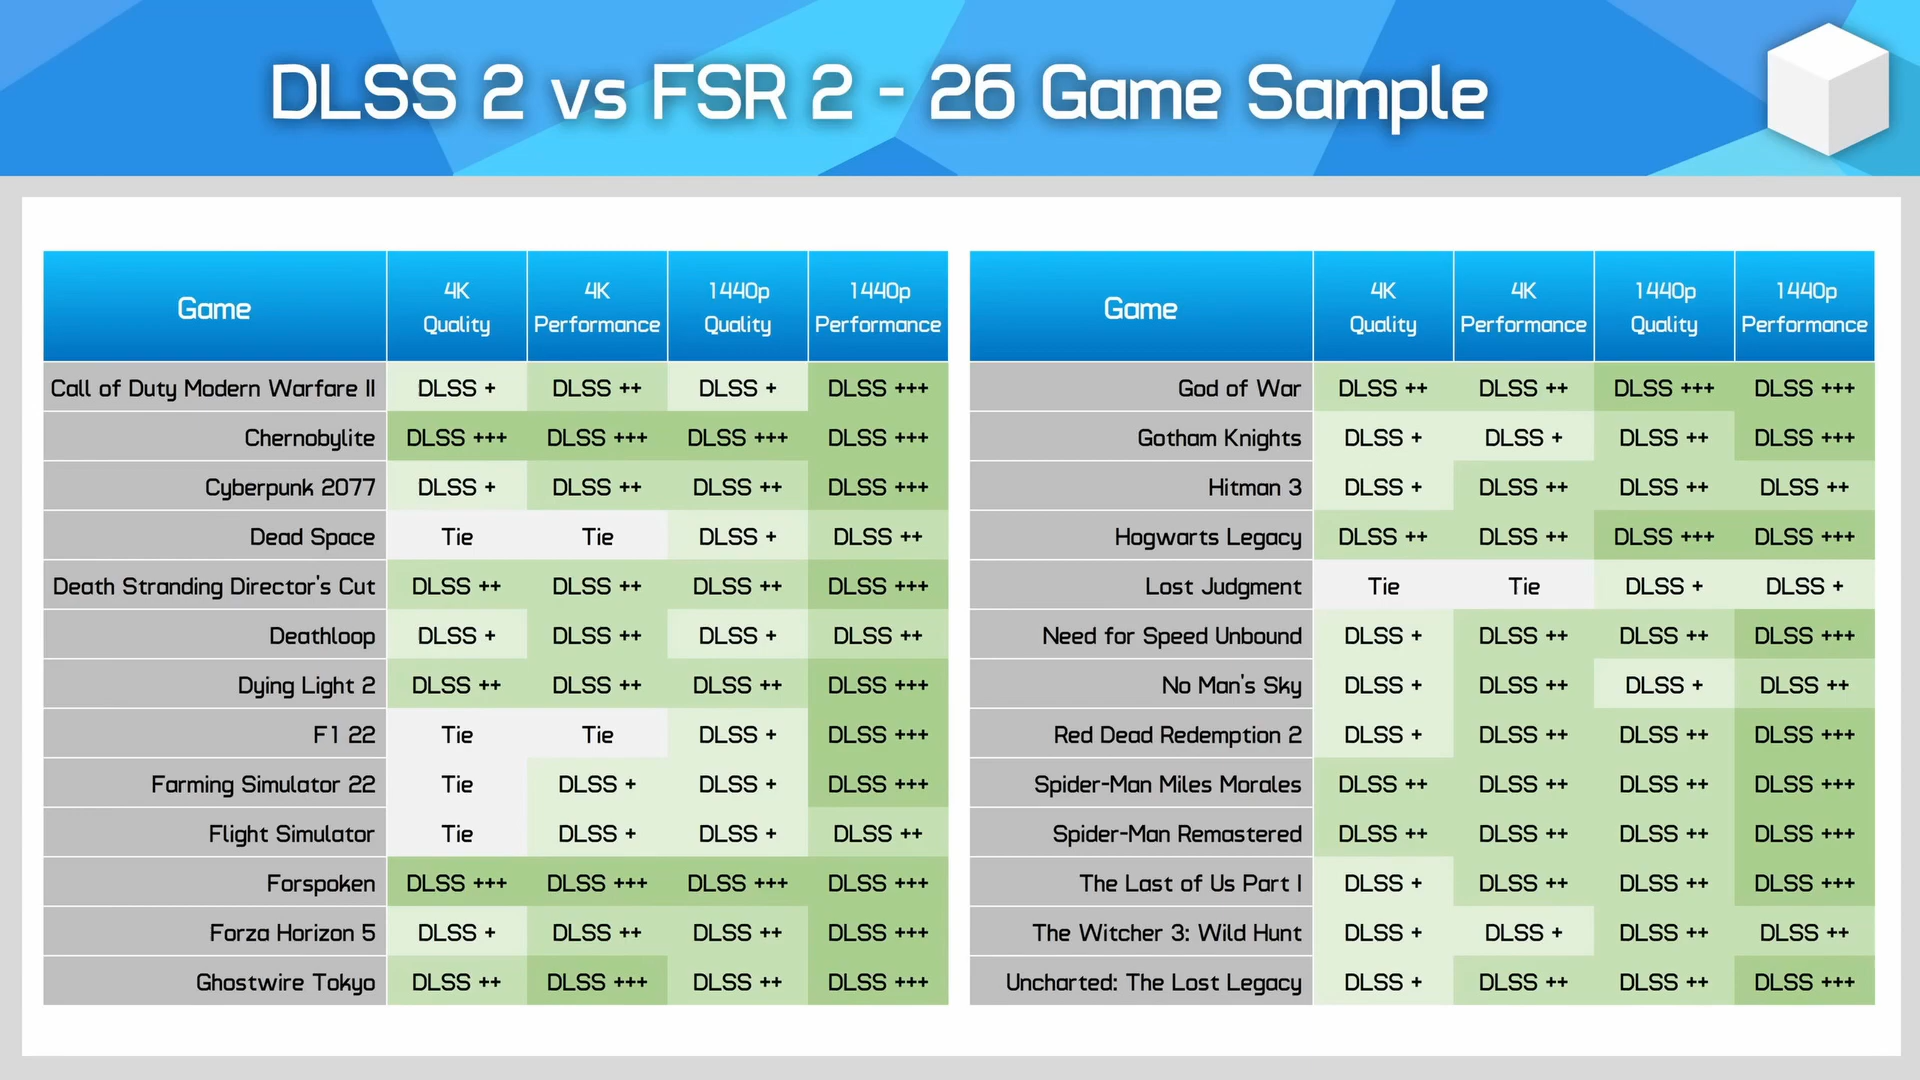 DLSS 2 vs FSR 2 - 26 Game Sample
Game 4K Quality 4K Performance 1440p Quality 1440p Performance
Call of Duty Modern Warfare II DLSS + DLSS ++ DLSS + DLSS +++
Chernobylite DLSS +++ DLSS +++ DLSS +++ DLSS +++
Cyberpunk 2077 DLSS + DLSS ++ DLSS ++ DLSS +++
Dead Space Tie Tie DLSS + DLSS ++
Death Stranding Director's Cut DLSS ++ DLSS ++ DLSS ++ DLSS +++
Deathloop DLSS + DLSS ++ DLSS + DLSS ++
Dying Light 2 DLSS ++ DLSS ++ DLSS ++ DLSS +++
F1 22 Tie Tie DLSS + DLSS +++
Farming Simulator 22 Tie DLSS + DLSS + DLSS +++
Flight Simulator Tie DLSS + DLSS + DLSS ++
Forspoken DLSS +++ DLSS +++ DLSS +++ DLSS +++
Forza Horizon 5 DLSS + DLSS ++ DLSS ++ DLSS +++
Ghostwire Tokyo DLSS ++ DLSS +++ DLSS ++ DLSS +++
Game 4K Quality 4K Performance 1440p Quality 1440p Performance
God of War DLSS ++ DLSS ++ DLSS +++ DLSS +++
Gotham Knights DLSS + DLSS + DLSS ++ DLSS +++
Hitman 3 DLSS + DLSS ++ DLSS ++ DLSS ++
Hogwarts Legacy DLSS ++ DLSS ++ DLSS +++ DLSS +++
Lost Judgment Tie Tie DLSS + DLSS +
Need for Speed Unbound DLSS + DLSS ++ DLSS ++ DLSS +++
No Man's Sky DLSS + DLSS ++ DLSS + DLSS ++
Red Dead Redemption 2 DLSS + DLSS ++ DLSS ++ DLSS +++
Spider-Man Miles Morales DLSS ++ DLSS ++ DLSS ++ DLSS +++
Spider-Man Remastered DLSS ++ DLSS ++ DLSS ++ DLSS +++
The Last of Us Part I DLSS + DLSS ++ DLSS ++ DLSS +++
The Witcher 3: Wild Hunt DLSS + DLSS + DLSS ++ DLSS ++
Uncharted: The Lost Legacy DLSS + DLSS ++ DLSS ++ DLSS +++